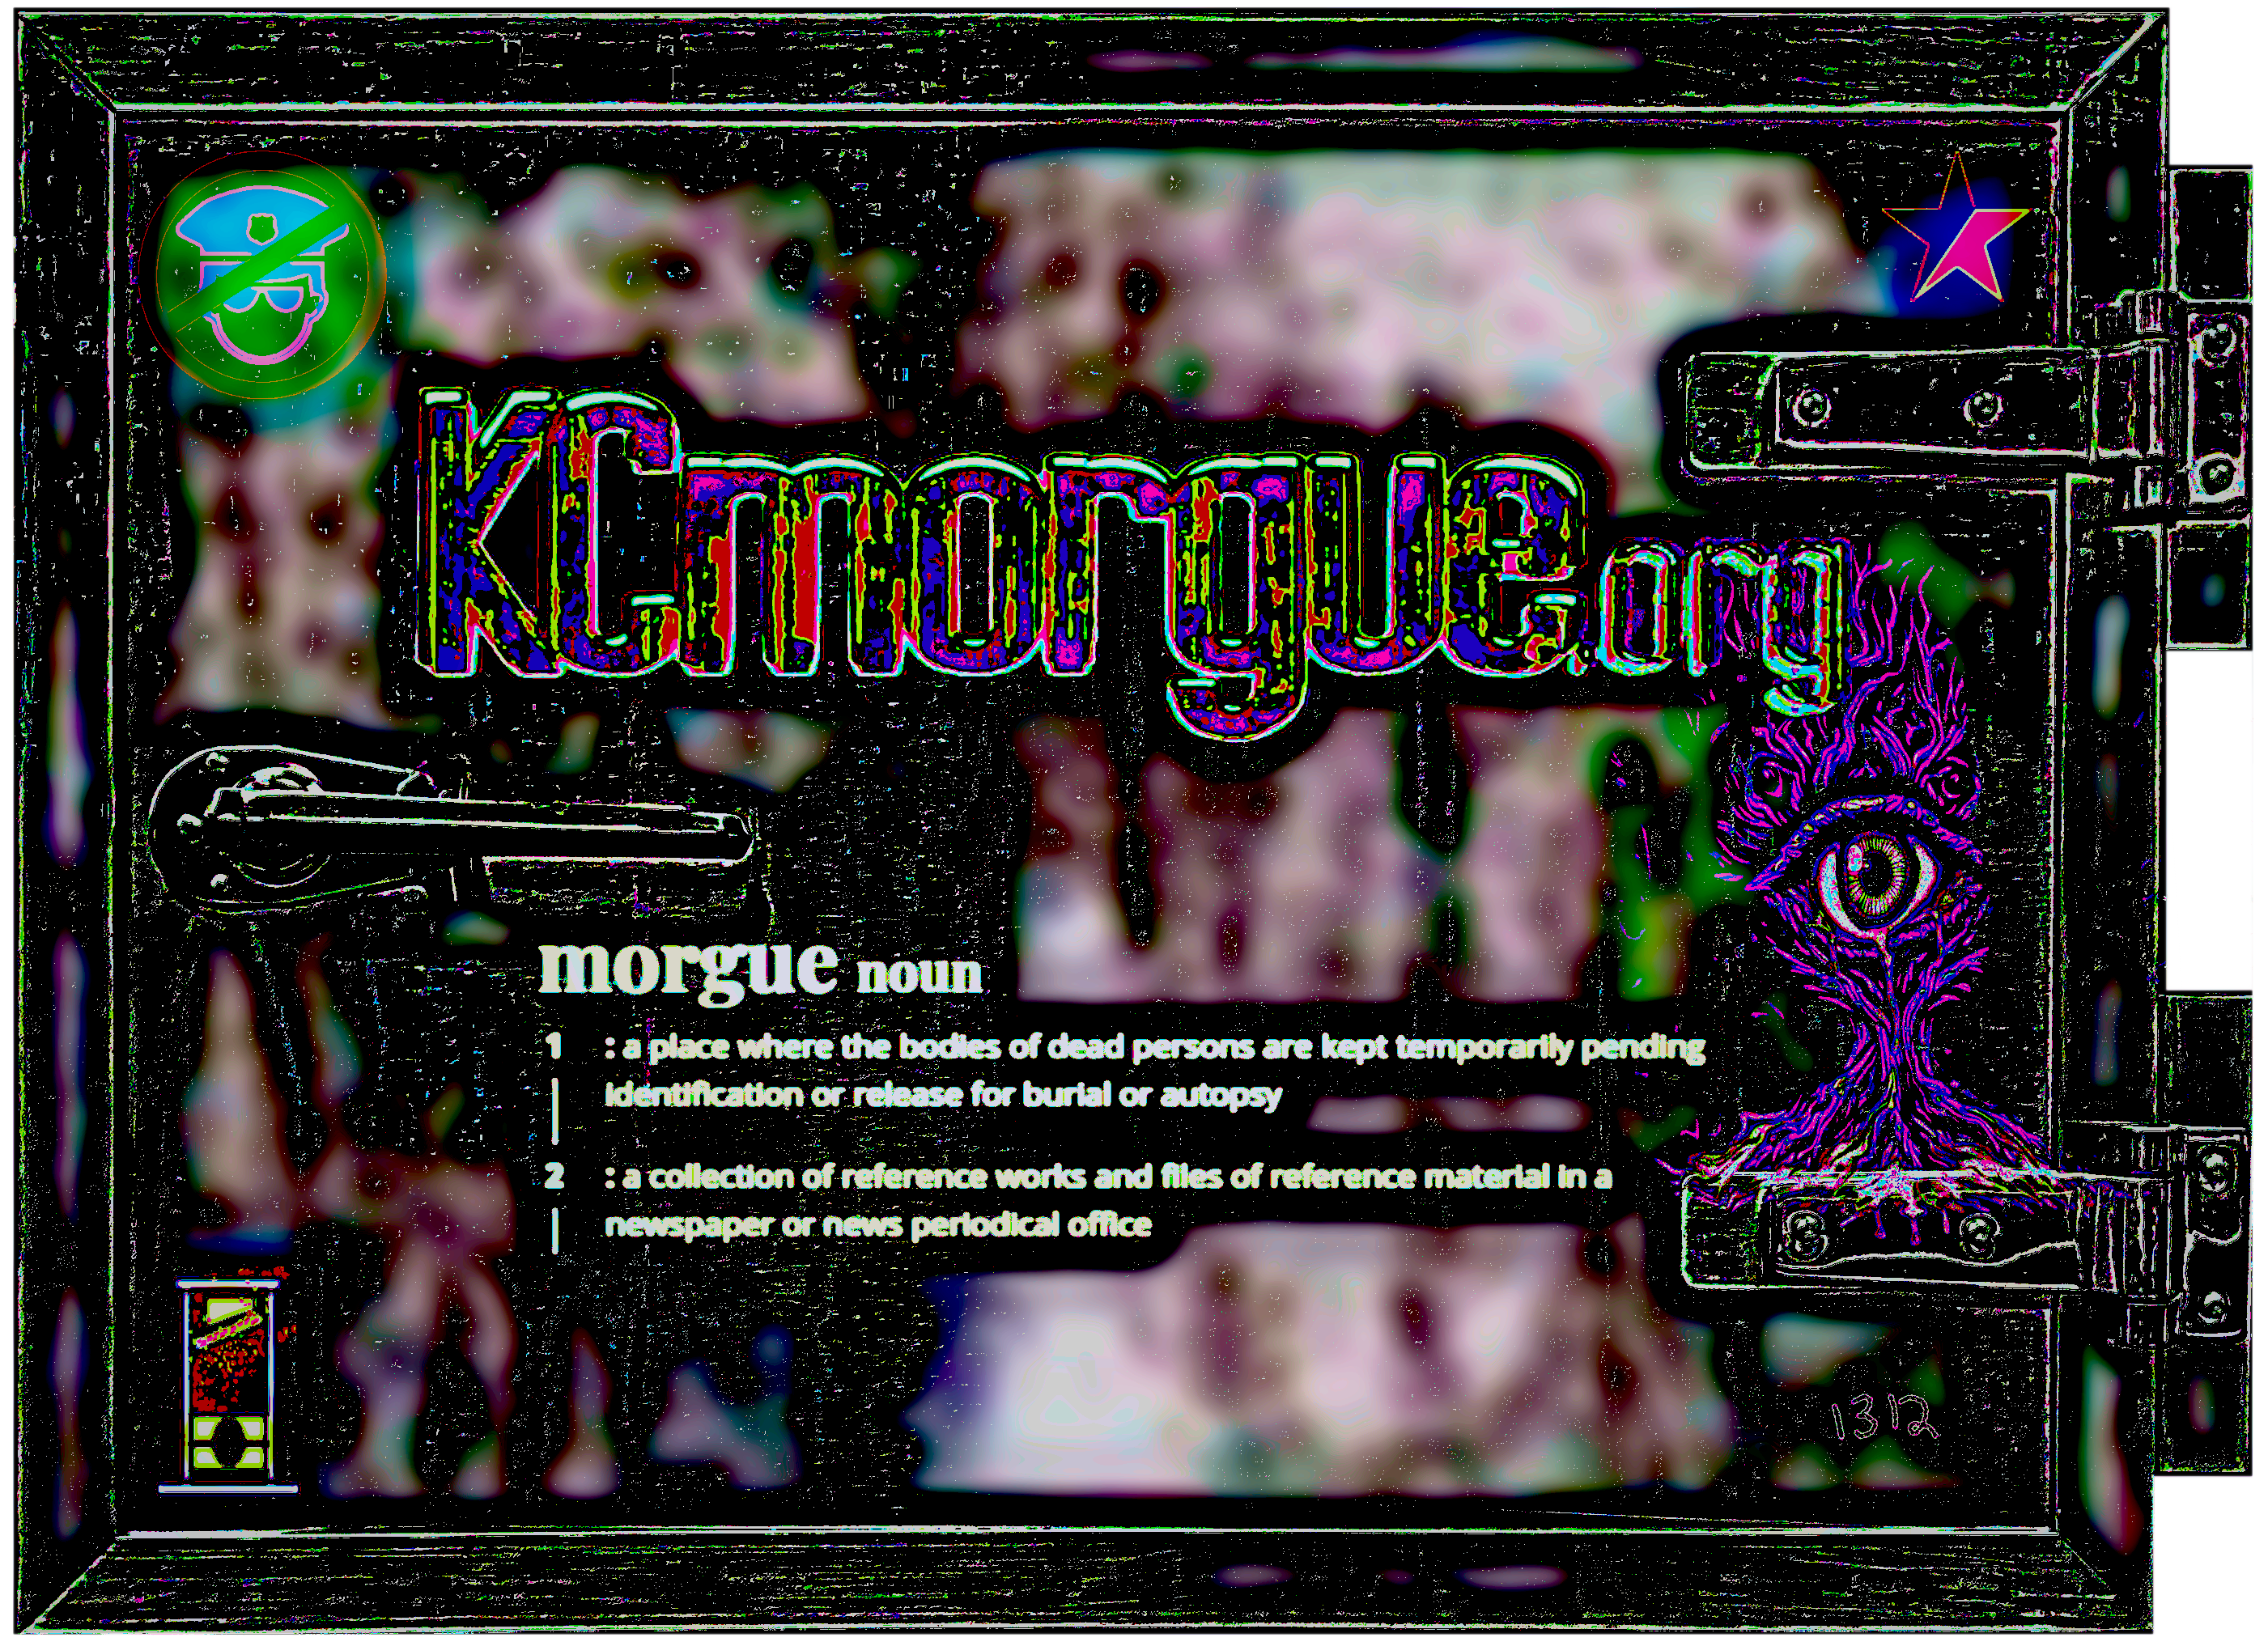 KCmorgue.org
morgue noun
1 : a place where the bodies of dead persons are kept temporarily pending
identification or release for burial or autopsy
2 : a collection of reference works and files of reference material in a
newspaper or news periodical office
1312